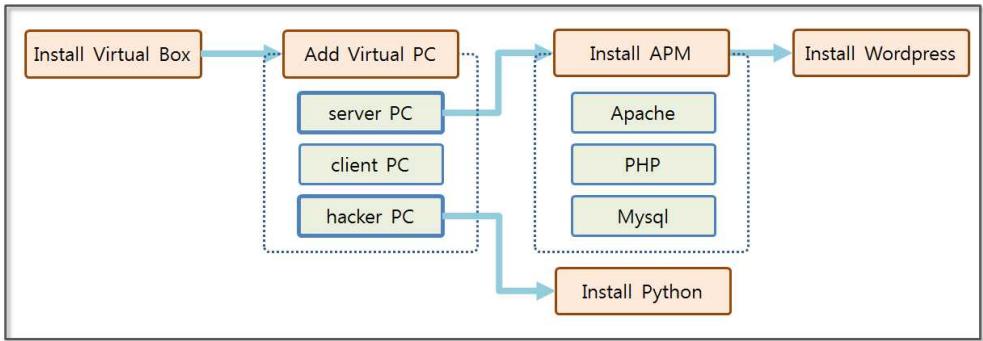 Install Virtual Box
Add Virtual PC
server PC
client PC
hacker PC
Install APM
Apache
PHP
Mysql
Install Wordpress
Install Python